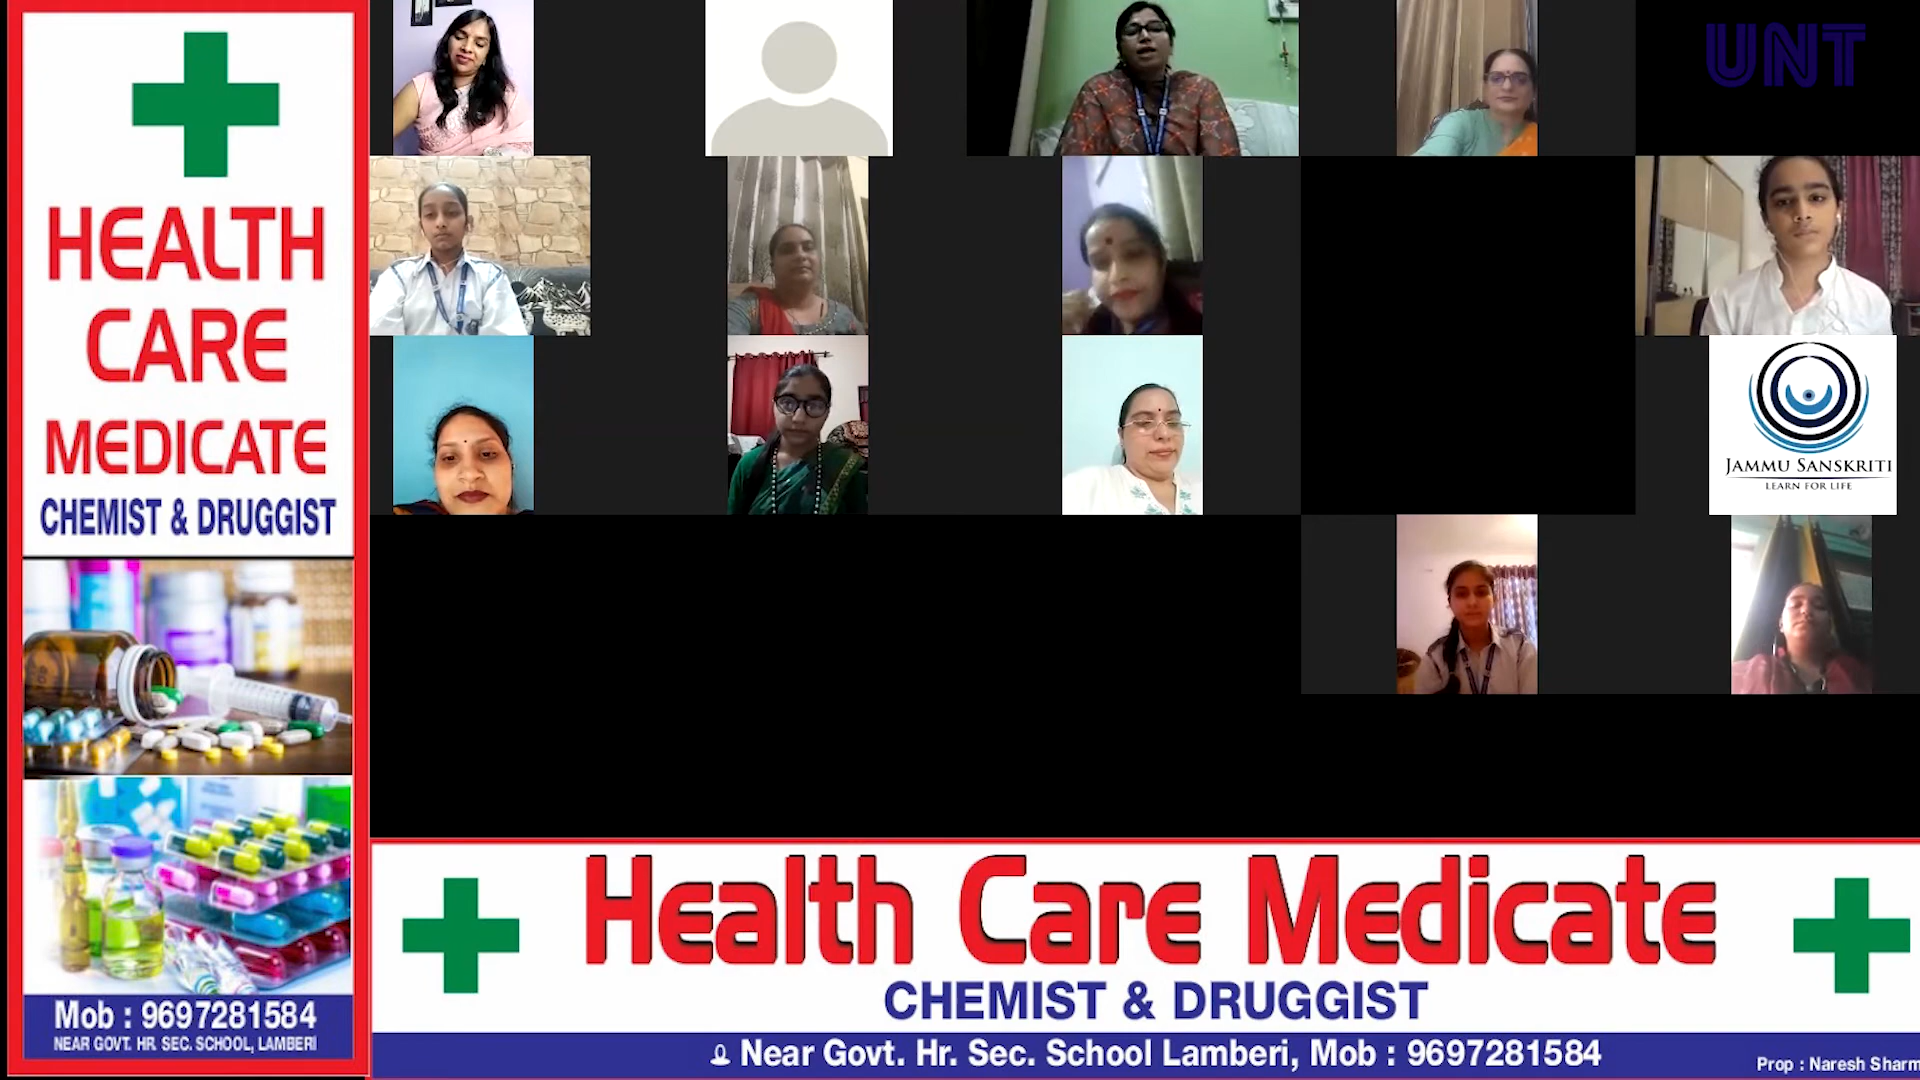 HEALTH
CARE
MEDICATE
CHEMIST & DRUGGIST
Mob : 9697281584
NEAR GOVT. HR. SEC. SCHOOL, LAMBERI
UNT
JAMMU SANSKRITI
LEARN FOR LIFE
Health Care Medicate
CHEMIST & DRUGGIST
Near Govt. Hr. Sec. School Lamberi, Mob : 9697281584
Prop : Naresh Sharm